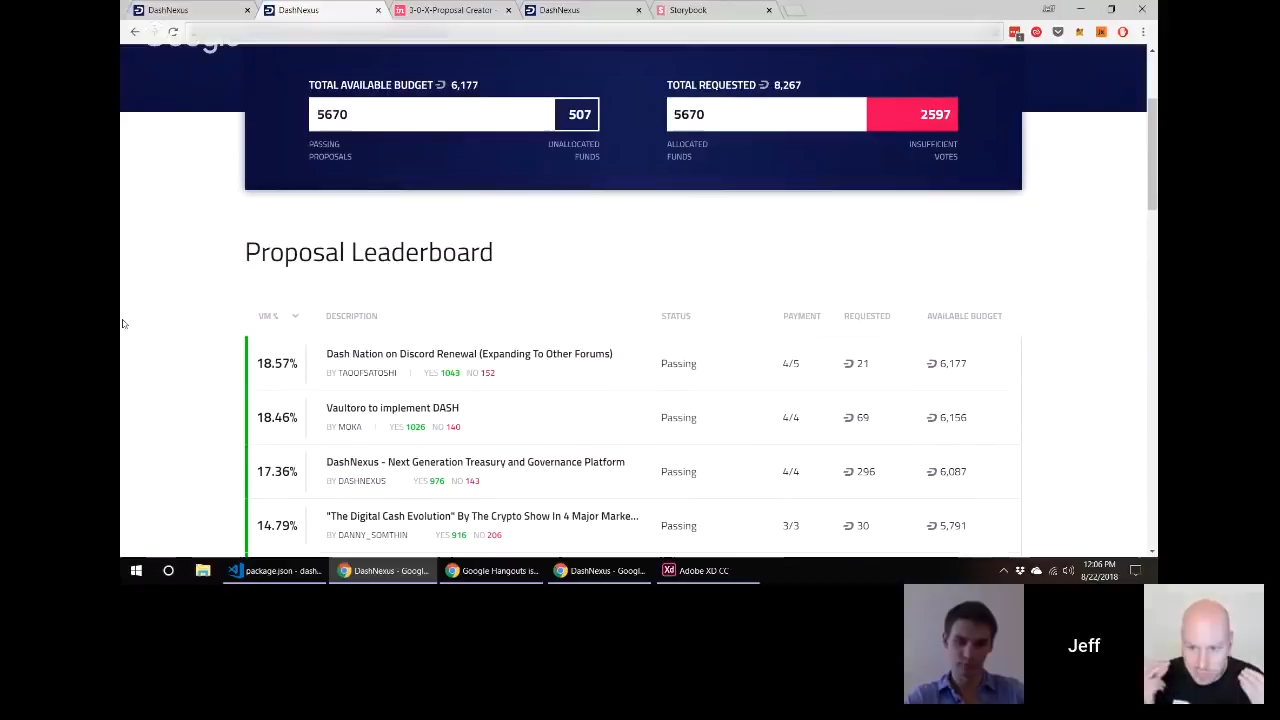 DashNexus
DashNexus
3-0-X-Proposal Creator -
DashNexus
Storybook
Google
TOTAL AVAILABLE BUDGET 6,177
TOTAL REQUESTED 8,267
5670 507
5670 2597
PASSING PROPOSALS
UNALLOCATED FUNDS
ALLOCATED FUNDS
INSUFFICIENT VOTES
Proposal Leaderboard
VM % DESCRIPTION STATUS PAYMENT REQUESTED AVAILABLE BUDGET
18.57% Dash Nation on Discord Renewal (Expanding To Other Forums) Passing 4/5 21 6,177
BY TAOOFSATOSHI | YES 1043 NO 152
18.46% Vaultoro to implement DASH Passing 4/4 69 6,156
BY MOKA | YES 1026 NO 140
17.36% DashNexus - Next Generation Treasury and Governance Platform Passing 4/4 296 6,087
BY DASHNEXUS YES 976 NO 143
14.79% "The Digital Cash Evolution" By The Crypto Show In 4 Major Marke... Passing 3/3 30 5,791
BY DANNY_SOMTHIN YES 916 NO 206
package.json - dash...
DashNexus - Googl...
Google Hangouts is...
DashNexus - Googl...
Xd Adobe XD CC
12:06 PM
8/22/2018
Jeff